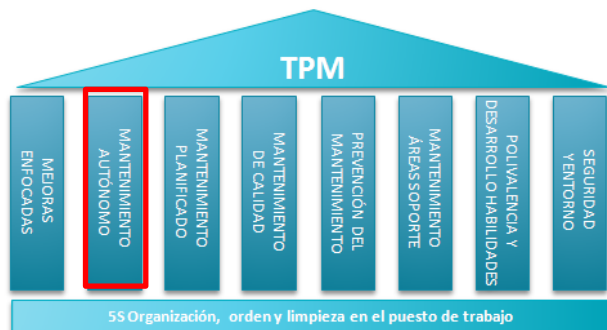 TPM
MEJORAS
ENFOCADAS
MANTENIMIENTO
AUTÓNOMO
MANTENIMIENTO
PLANIFICADO
MANTENIMIENTO
DE CALIDAD
PREVENCIÓN DEL
MANTENIMIENTO
MANTENIMIENTO
ÁREAS SOPORTE
POLIVALENCIA Y
DESARROLLO HABILIDADES
SEGURIDAD
Y ENTORNO
5S Organización, orden y limpieza en el puesto de trabajo